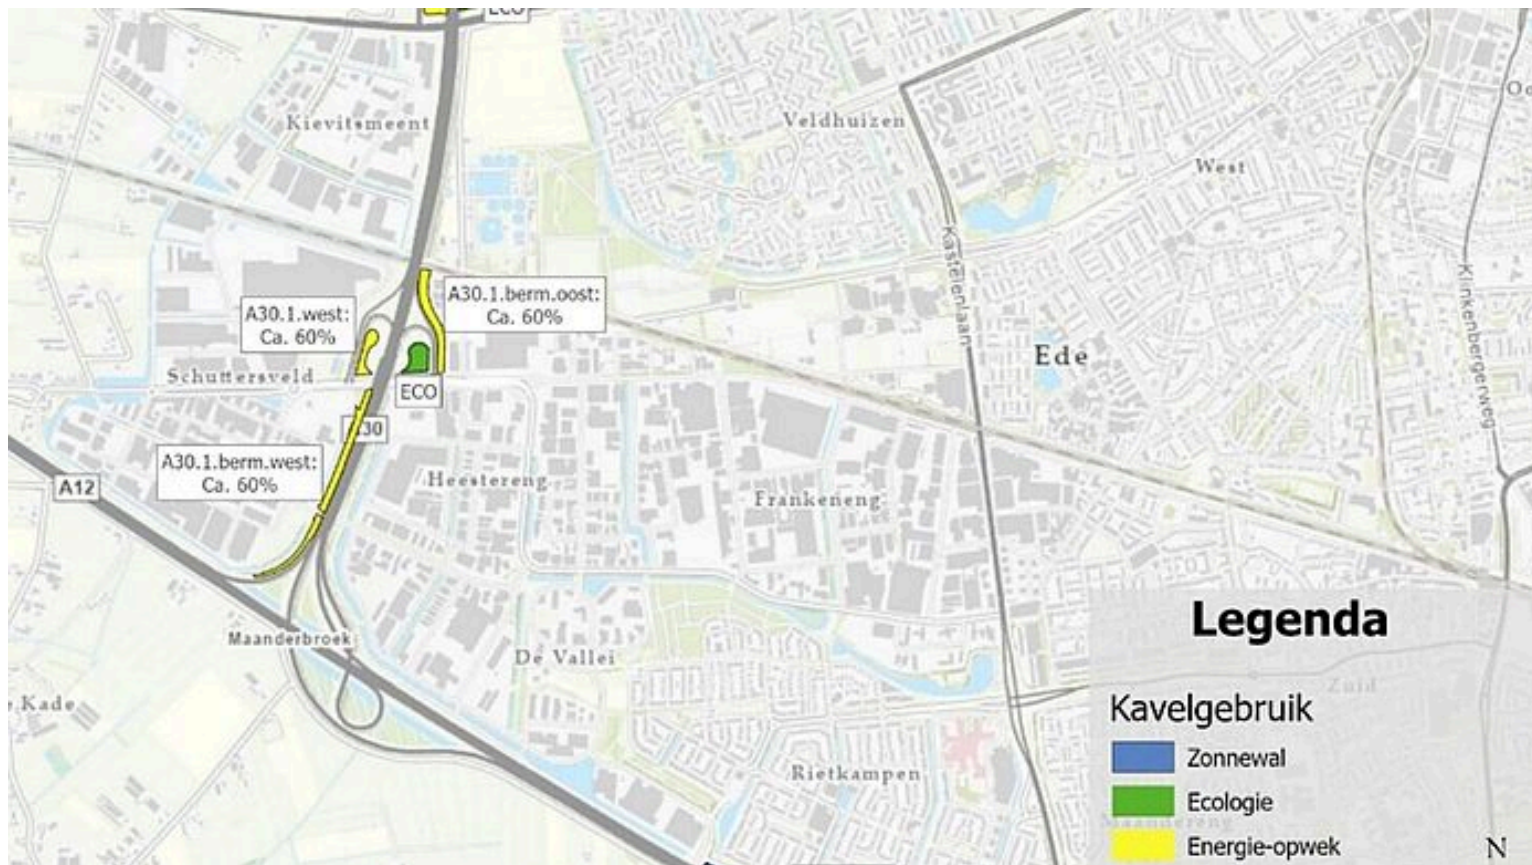 ECO
Kievitsmeent
Veldhuizen
West
Kastelenlaan
Klinkenbergerweg
A30.1.berm.oost:
Ca. 60%
A30.1.west:
Ca. 60%
Ede
Schuttersveld
ECO
A30.1.berm.west:
Ca. 60%
A12
Heestereng
Frankeneng
Maanderbroek
De Vallei
Kade
Rietkampen
Zuid
Legenda
Kavelgebruik
Zonnewal
Ecologie
Energie-opwek
N